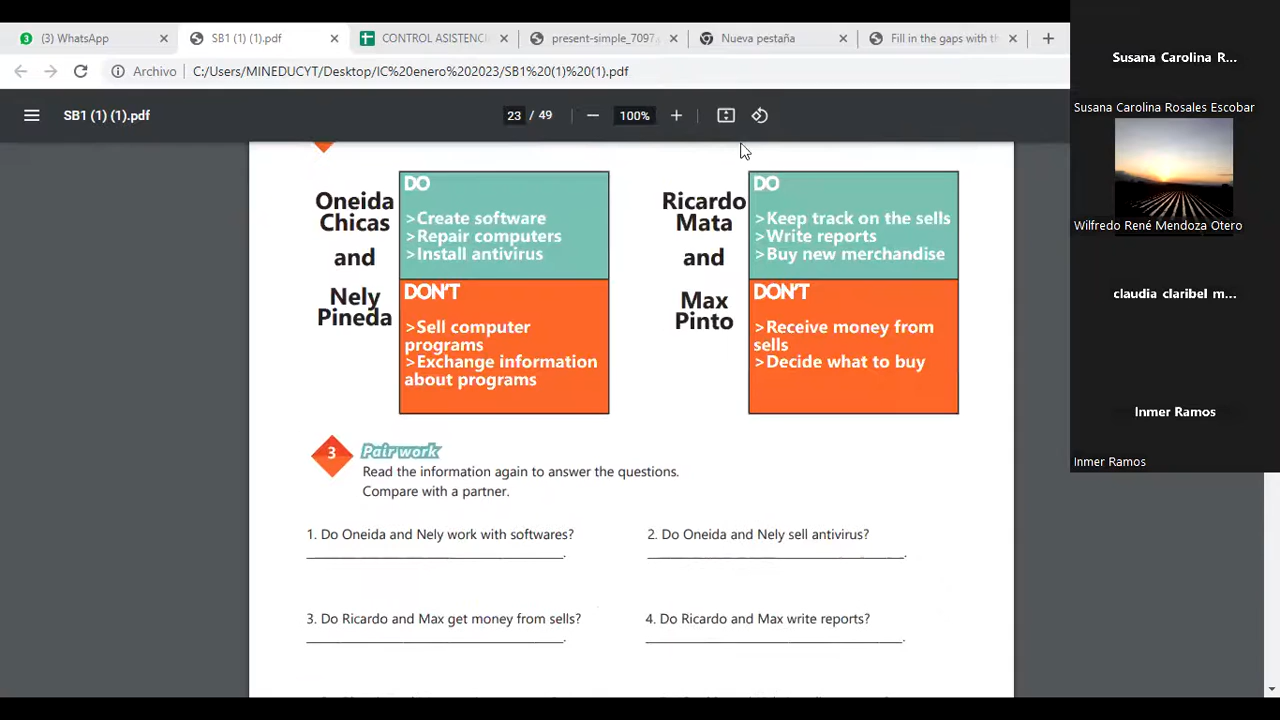 (3) WhatsApp
SB1 (1) (1).pdf
CONTROL ASISTENC
present-simple_7097
Nueva pestaña
Fill in the gaps with th
Archivo
C:/Users/MINEDUCYT/Desktop/IC%20enero%202023/SB1%20(1)%20(1).pdf
SB1 (1) (1).pdf
23 / 49
100%
Oneida
Chicas
and
Nely
Pineda
DO
>Create software
>Repair computers
>Install antivirus
DON'T
>Sell computer
programs
>Exchange information
about programs
Ricardo
Mata
and
Max
Pinto
DO
>Keep track on the sells
>Write reports
>Buy new merchandise
DON'T
>Receive money from
sells
>Decide what to buy
3 Pair work
Read the information again to answer the questions.
Compare with a partner.
1. Do Oneida and Nely work with softwares?
2. Do Oneida and Nely sell antivirus?
3. Do Ricardo and Max get money from sells?
4. Do Ricardo and Max write reports?
Susana Carolina R...
Susana Carolina Rosales Escobar
Wilfredo René Mendoza Otero
claudia claribel m...
Inmer Ramos
Inmer Ramos